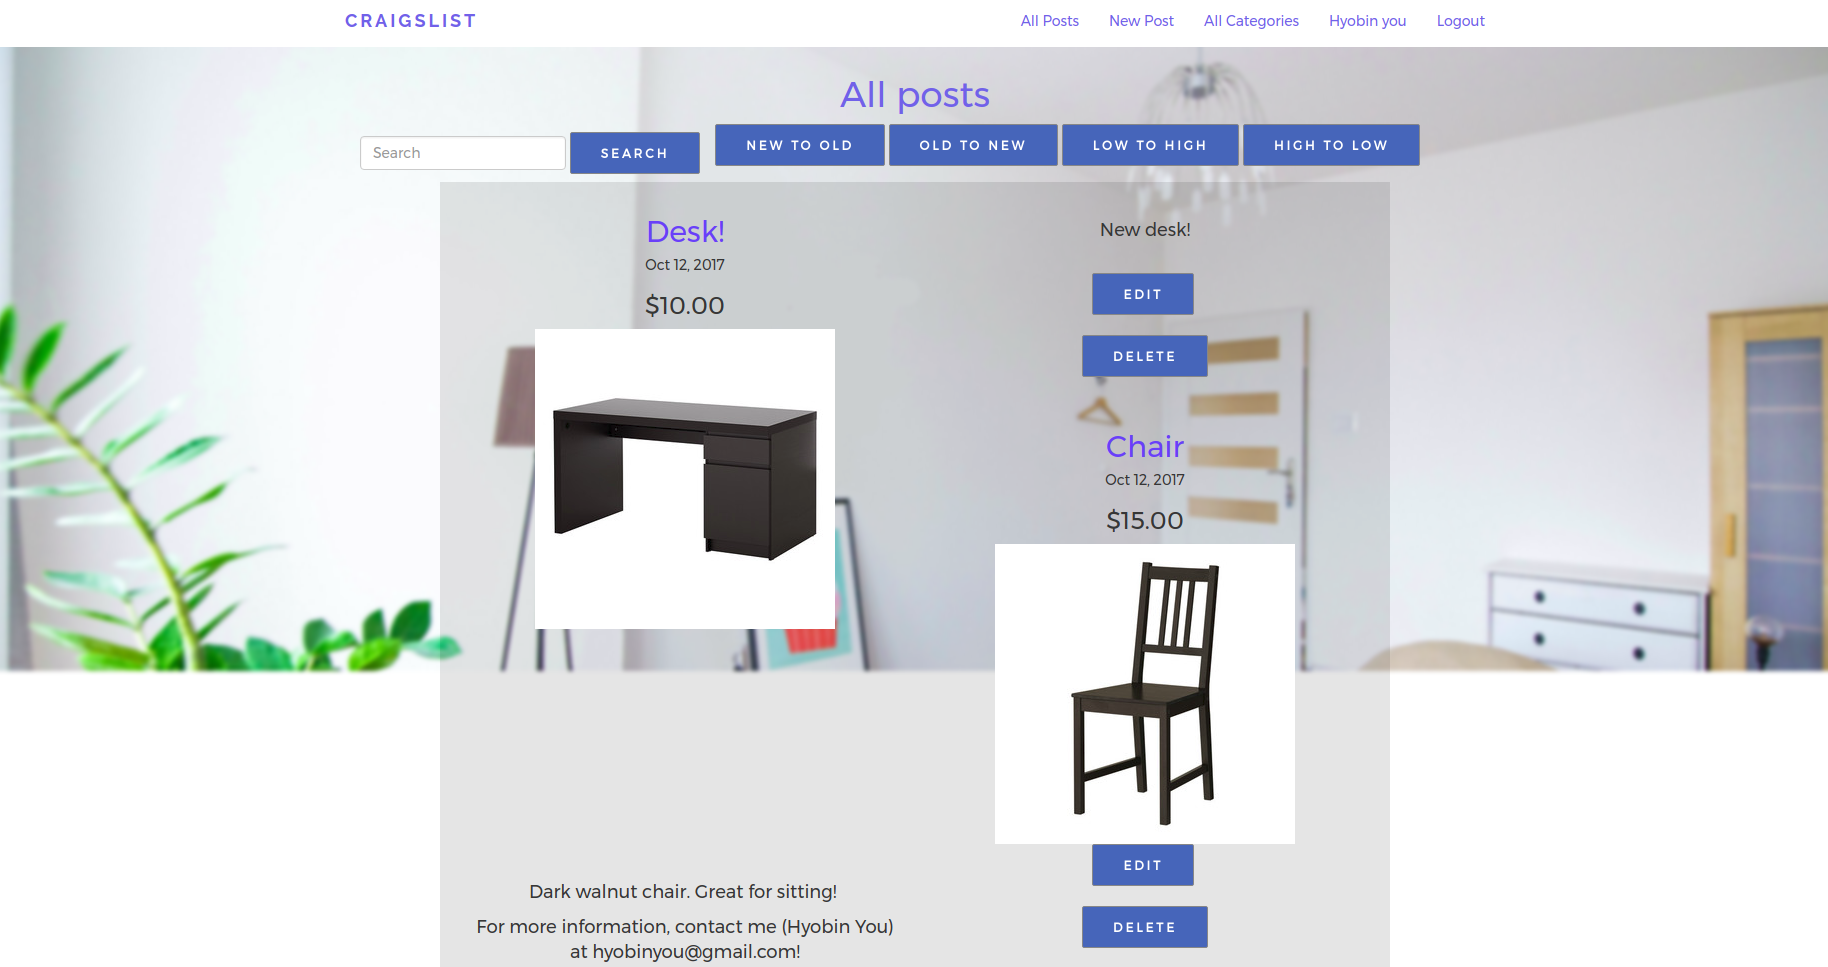 CRAIGSLIST
All Posts
New Post
All Categories
Hyobin you
Logout
All posts
Search
SEARCH
NEW TO OLD
OLD TO NEW
LOW TO HIGH
HIGH TO LOW
Desk!
Oct 12, 2017
$10.00
New desk!
EDIT
DELETE
Chair
Oct 12, 2017
$15.00
Dark walnut chair. Great for sitting!
For more information, contact me (Hyobin You)
at hyobinyou@gmail.com!
EDIT
DELETE